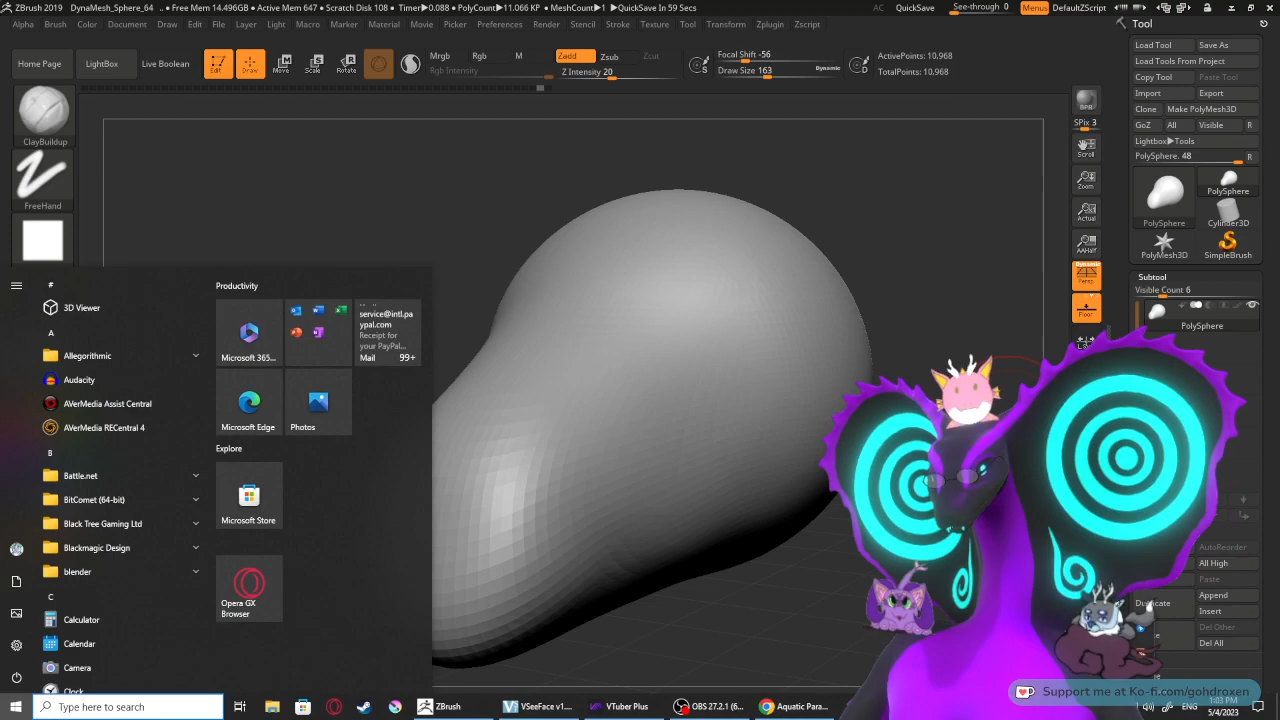 ZBrush 2019 DynaMesh_Sphere_64 • Free Mem 14.496GB • Active Mem 647 • Scratch Disk 108 • Timer▶0.088 • PolyCount▶11.066 KP • MeshCount▶1 ▶QuickSave In 59 Secs AC QuickSave See-through 0 Menus DefaultZScript
Alpha Brush Color Document Draw Edit File Layer Light Macro Marker Material Movie Picker Preferences Render Stencil Stroke Texture Tool Transform Zplugin Zscript
Tool
Load Tool Save As
Load Tools From Project
Copy Tool Paste Tool
Import Export
Clone Make PolyMesh3D
GoZ All Visible R
Lightbox▶Tools
PolySphere. 48 R
PolySphere
PolySphere Cylinder3D
PolyMesh3D SimpleBrush
Subtool
Visible Count 6
PolySphere
AutoReorder
All High
Paste
Duplicate Append
Insert
Del Other
Del All
Home Page LightBox Live Boolean Edit Draw Move Scale Rotate
Mrgb Rgb M
Rgb Intensity
Zadd Zsub Zcut
Z Intensity 20
S
Focal Shift -56
Draw Size 163 Dynamic
D
ActivePoints: 10,968
TotalPoints: 10,968
ClayBuildup
FreeHand
BPR
SPix 3
Scroll
Zoom
Actual
AAHalf
Dynamic
Persp
Floor
#
3D Viewer
A
Allegorithmic
Audacity
AVerMedia Assist Central
AVerMedia RECentral 4
B
Battle.net
BitComet (64-bit)
Black Tree Gaming Ltd
Blackmagic Design
blender
C
Calculator
Calendar
Camera
Clock
Productivity
Microsoft 365...
service@intl.pa
ypal.com
Receipt for
your PayPal...
Mail 99+
Microsoft Edge
Photos
Explore
Microsoft Store
Opera GX
Browser
Support me at Ko-fi.com/gohdroxen
Type here to search
ZBrush
VSeeFace v1....
VTuber Plus
OBS 27.2.1 (6...
Aquatic Para...
1:03 PM
5/4/2023